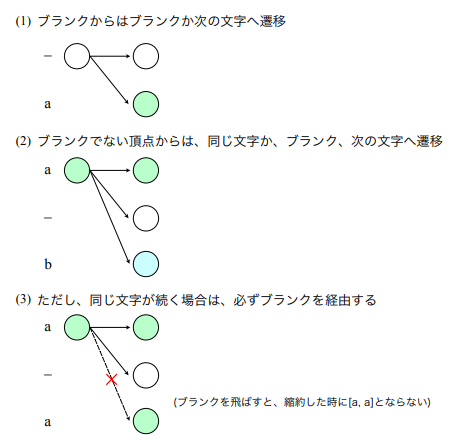 (1) ブランクからはブランクか次の文字へ遷移
–
a
(2) ブランクでない頂点からは、同じ文字か、ブランク、次の文字へ遷移
a
–
b
(3) ただし、同じ文字が続く場合は、必ずブランクを経由する
a
–
(ブランクを飛ばすと、縮約した時に[a, a]とならない)
a